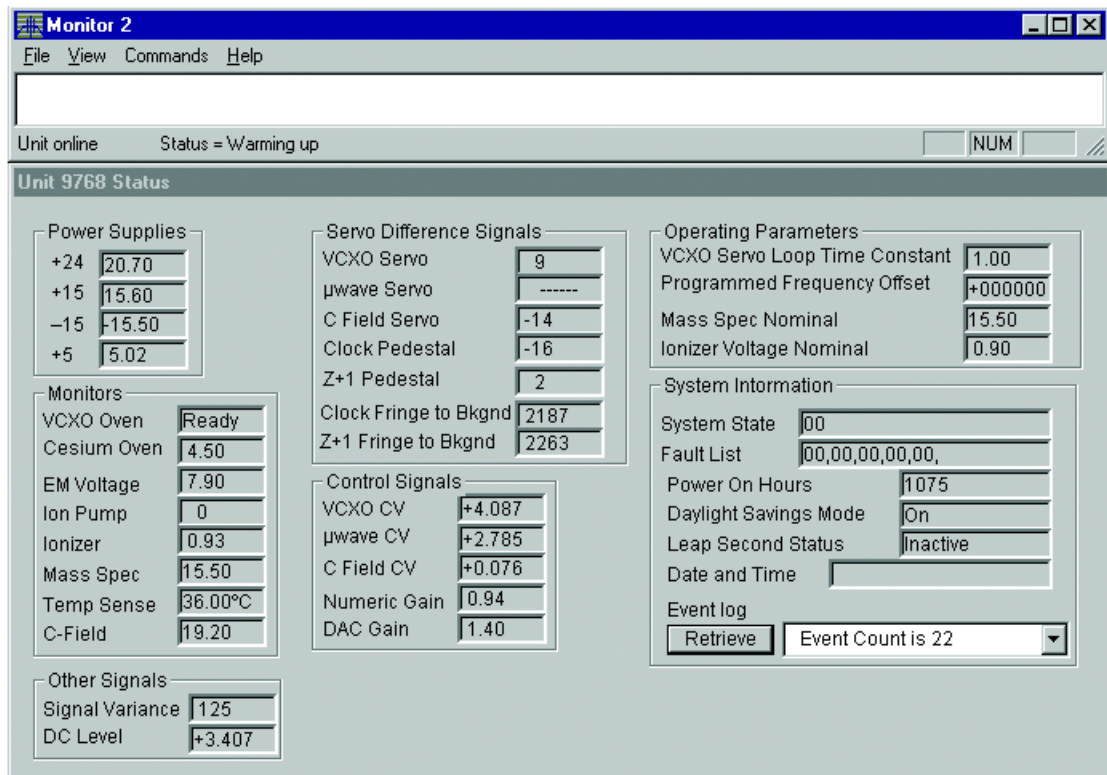 Monitor 2
File View Commands Help
Unit online Status = Warming up NUM
Unit 9768 Status
Power Supplies
+24 20.70
+15 15.60
–15 -15.50
+5 5.02
Monitors
VCXO Oven Ready
Cesium Oven 4.50
EM Voltage 7.90
Ion Pump 0
Ionizer 0.93
Mass Spec 15.50
Temp Sense 36.00°C
C-Field 19.20
Other Signals
Signal Variance 125
DC Level +3.407
Servo Difference Signals
VCXO Servo 9
µwave Servo ------
C Field Servo -14
Clock Pedestal -16
Z+1 Pedestal 2
Clock Fringe to Bkgnd 2187
Z+1 Fringe to Bkgnd 2263
Control Signals
VCXO CV +4.087
µwave CV +2.785
C Field CV +0.076
Numeric Gain 0.94
DAC Gain 1.40
Operating Parameters
VCXO Servo Loop Time Constant 1.00
Programmed Frequency Offset +000000
Mass Spec Nominal 15.50
Ionizer Voltage Nominal 0.90
System Intormation
System State 00
Fault List 00,00,00,00,00,
Power On Hours 1075
Daylight Savings Mode On
Leap Second Status Inactive
Date and Time
Event log
Retrieve Event Count is 22